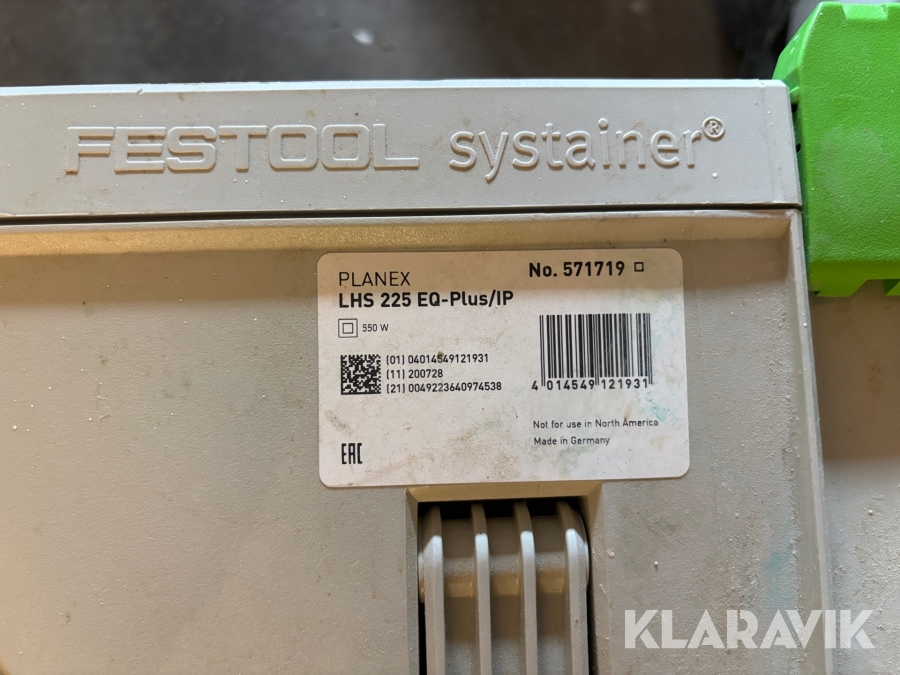 FESTOOL systainer®
PLANEX
LHS 225 EQ-Plus/IP
No. 571719
550 W
(01) 04014549121931
(11) 200728
(21) 0049223640974538
4 014549 121931
Not for use in North America
Made in Germany
EAC
KLARAVIK